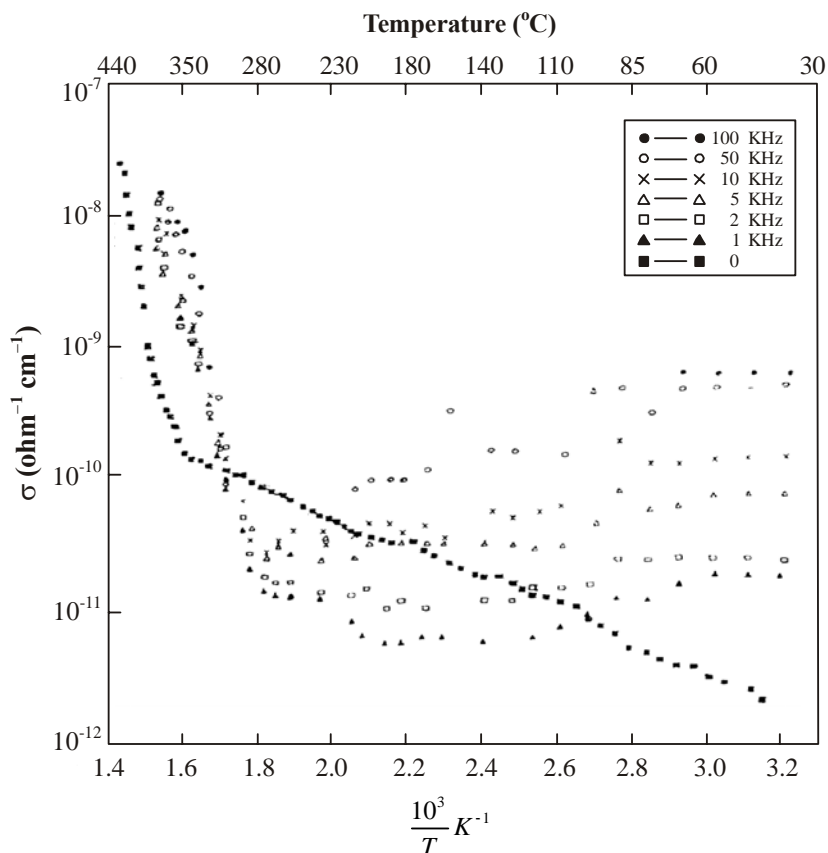 Temperature (°C)
440 350 280 230 180 140 110 85 60 30
10⁻⁷
10⁻⁸
10⁻⁹
10⁻¹⁰
10⁻¹¹
10⁻¹²
σ (ohm⁻¹ cm⁻¹)
100 KHz
50 KHz
10 KHz
5 KHz
2 KHz
1 KHz
0
1.4 1.6 1.8 2.0 2.2 2.4 2.6 2.8 3.0 3.2
10³
T K⁻¹